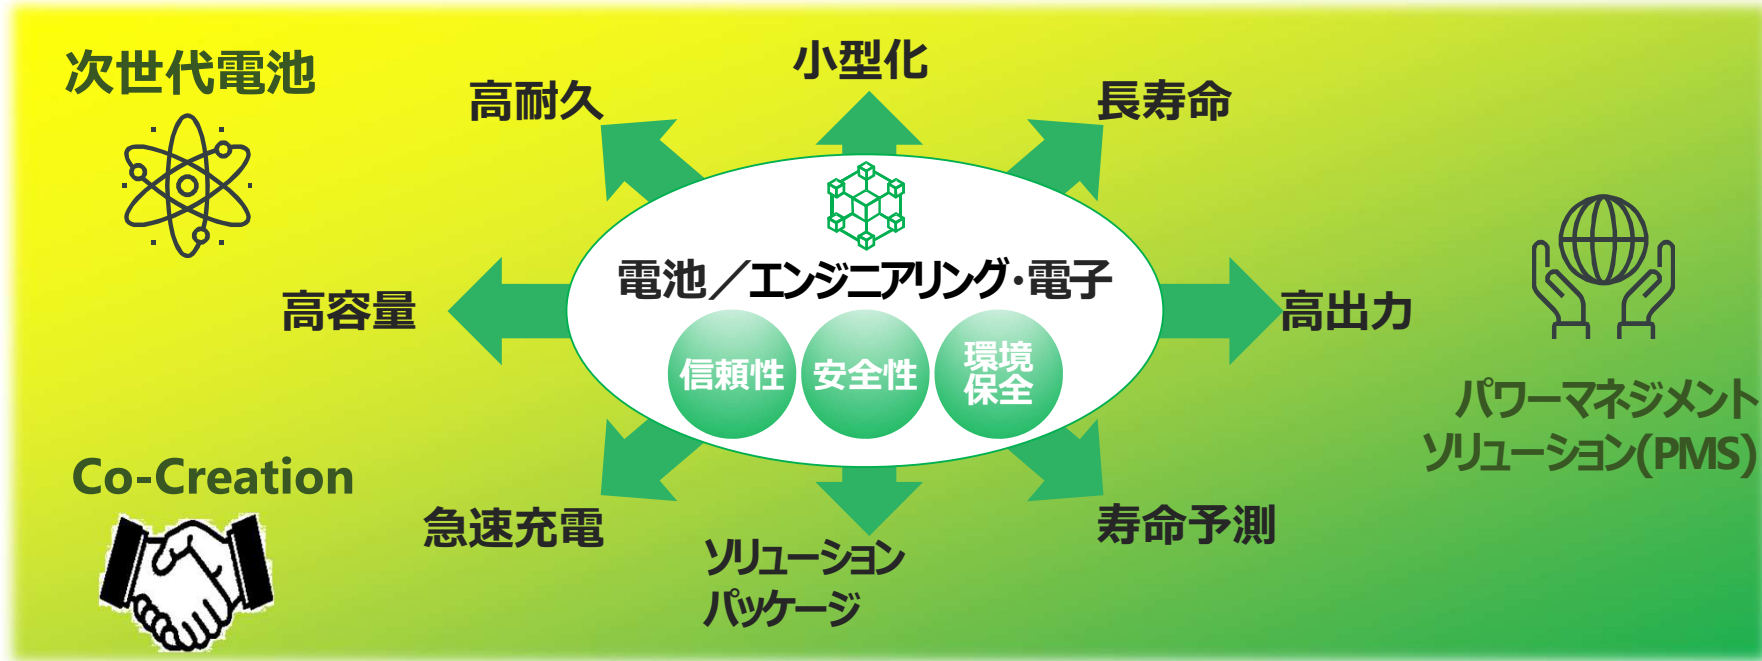 次世代電池
高耐久
小型化
長寿命
高容量
電池／エンジニアリング・電子
信頼性
安全性
環境
保全
高出力
パワーマネジメント
ソリューション(PMS)
Co-Creation
急速充電
ソリューション
パッケージ
寿命予測